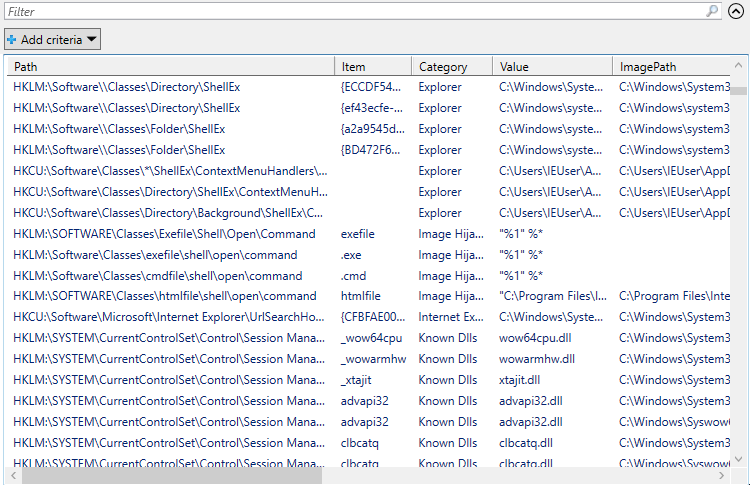 Filter
Add criteria
Path Item Category Value ImagePath
HKLM:\Software\\Classes\Directory\ShellEx {ECCDF54... Explorer C:\Windows\Syste... C:\Windows\System3
HKLM:\Software\\Classes\Directory\ShellEx {ef43ecfe-... Explorer C:\Windows\syste... C:\Windows\system3
HKLM:\Software\\Classes\Folder\ShellEx {a2a9545d... Explorer C:\Windows\syste... C:\Windows\system3
HKLM:\Software\\Classes\Folder\ShellEx {BD472F6... Explorer C:\Windows\syste... C:\Windows\system3
HKCU:\Software\Classes\*\ShellEx\ContextMenuHandlers\... Explorer C:\Users\IEUser\A... C:\Users\IEUser\AppD
HKCU:\Software\Classes\Directory\ShellEx\ContextMenuH... Explorer C:\Users\IEUser\A... C:\Users\IEUser\AppD
HKCU:\Software\Classes\Directory\Background\ShellEx\C... Explorer C:\Users\IEUser\A... C:\Users\IEUser\AppD
HKLM:\SOFTWARE\Classes\Exefile\Shell\Open\Command exefile Image Hija... "%1" %*
HKLM:\Software\Classes\exefile\shell\open\command .exe Image Hija... "%1" %*
HKLM:\Software\Classes\cmdfile\shell\open\command .cmd Image Hija... "%1" %*
HKLM:\SOFTWARE\Classes\htmlfile\shell\open\command htmlfile Image Hija... "C:\Program Files\I... C:\Program Files\Inte
HKCU:\Software\Microsoft\Internet Explorer\UrlSearchHo... {CFBFAE00... Internet Ex... C:\Windows\Syste... C:\Windows\System3
HKLM:\SYSTEM\CurrentControlSet\Control\Session Mana... _wow64cpu Known Dlls wow64cpu.dll C:\Windows\System3
HKLM:\SYSTEM\CurrentControlSet\Control\Session Mana... _wowarmhw Known Dlls wowarmhw.dll C:\Windows\System3
HKLM:\SYSTEM\CurrentControlSet\Control\Session Mana... _xtajit Known Dlls xtajit.dll C:\Windows\System3
HKLM:\SYSTEM\CurrentControlSet\Control\Session Mana... advapi32 Known Dlls advapi32.dll C:\Windows\System3
HKLM:\SYSTEM\CurrentControlSet\Control\Session Mana... advapi32 Known Dlls advapi32.dll C:\Windows\Syswow
HKLM:\SYSTEM\CurrentControlSet\Control\Session Mana... clbcatq Known Dlls clbcatq.dll C:\Windows\System3
HKLM:\SYSTEM\CurrentControlSet\Control\Session Mana... clbcatq Known Dlls clbcatq.dll C:\Windows\Syswow